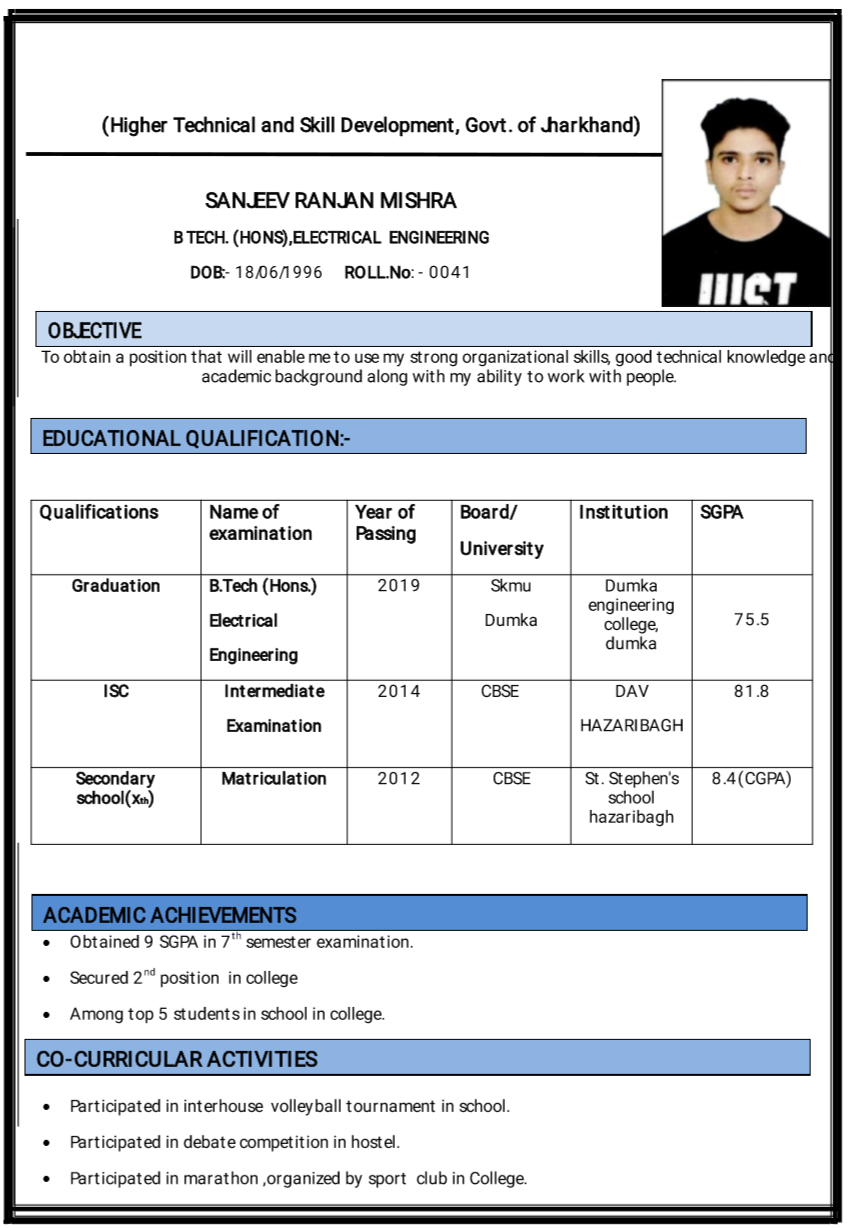 (Higher Technical and Skill Development, Govt. of Jharkhand)
SANJEEV RANJAN MISHRA
B TECH. (HONS),ELECTRICAL ENGINEERING
DOB:- 18/06/1996 ROLL.No: - 0041
OBJECTIVE
To obtain a position that will enable me to use my strong organizational skills, good technical knowledge and
academic background along with my ability to work with people.
EDUCATIONAL QUALIFICATION:-
Qualifications
Name of
examination
Year of
Passing
Board/
University
Institution
SGPA
Graduation
B.Tech (Hons.)
Electrical
Engineering
2019
Skmu
Dumka
Dumka
engineering
college,
dumka
75.5
ISC
Intermediate
Examination
2014
CBSE
DAV
HAZARIBAGH
81.8
Secondary
school(xth)
Matriculation
2012
CBSE
St. Stephen's
school
hazaribagh
8.4(CGPA)
ACADEMIC ACHIEVEMENTS
• Obtained 9 SGPA in 7th semester examination.
• Secured 2nd position in college
• Among top 5 students in school in college.
CO-CURRICULAR ACTIVITIES
• Participated in interhouse volleyball tournament in school.
• Participated in debate competition in hostel.
• Participated in marathon ,organized by sport club in College.